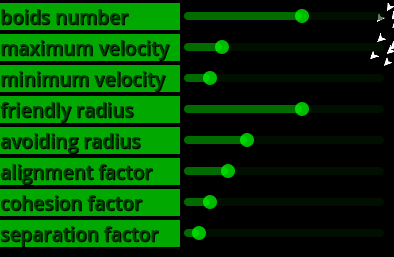 boids number
maximum velocity
minimum velocity
friendly radius
avoiding radius
alignment factor
cohesion factor
separation factor